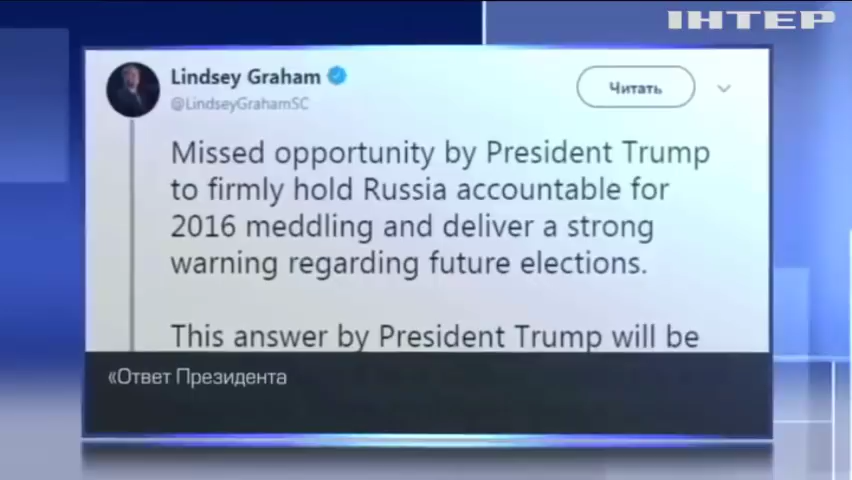 ІНТЕР
Lindsey Graham
@LindseyGrahamSC
Читать
Missed opportunity by President Trump
to firmly hold Russia accountable for
2016 meddling and deliver a strong
warning regarding future elections.
This answer by President Trump will be
«Ответ Президента